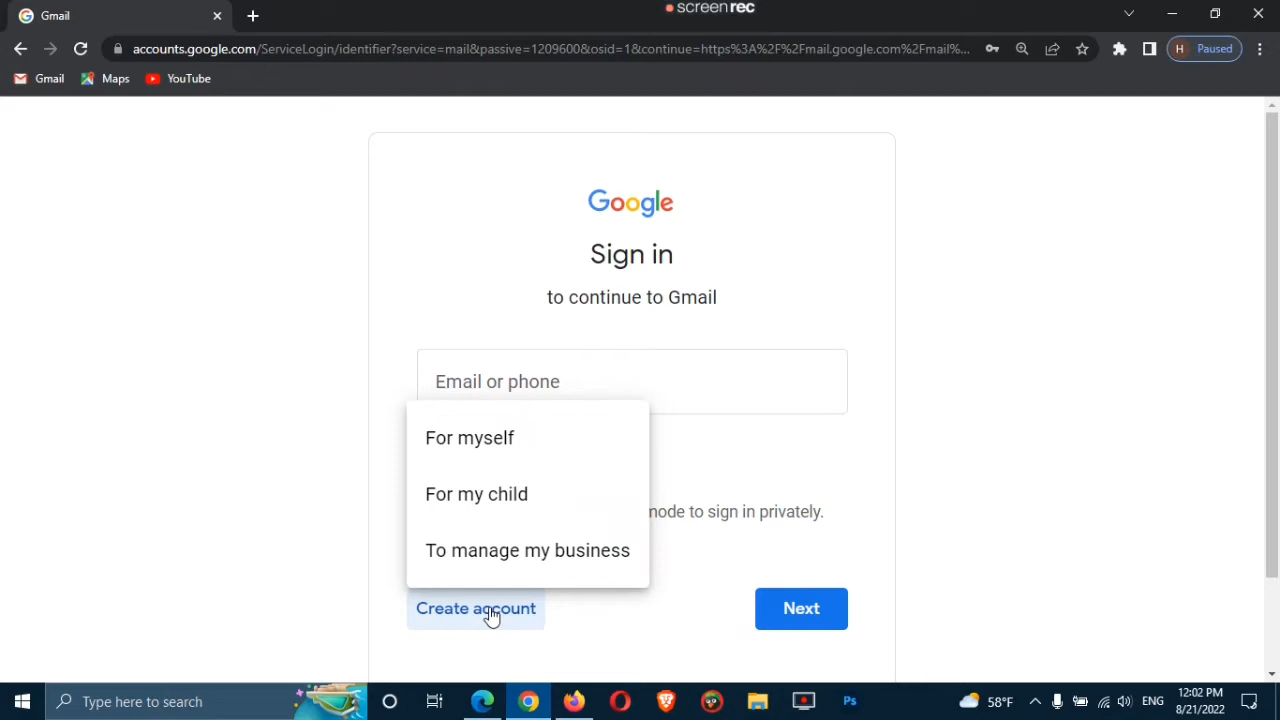 screenrec
Gmail
accounts.google.com/ServiceLogin/identifier?service=mail&passive=1209600&osid=1&continue=https%3A%2F%2Fmail.google.com%2Fmail%...
H Paused
Gmail Maps YouTube
Google
Sign in
to continue to Gmail
Email or phone
For myself
For my child
mode to sign in privately.
To manage my business
Create account
Next
Type here to search
Ps
58°F
ENG
12:02 PM
8/21/2022